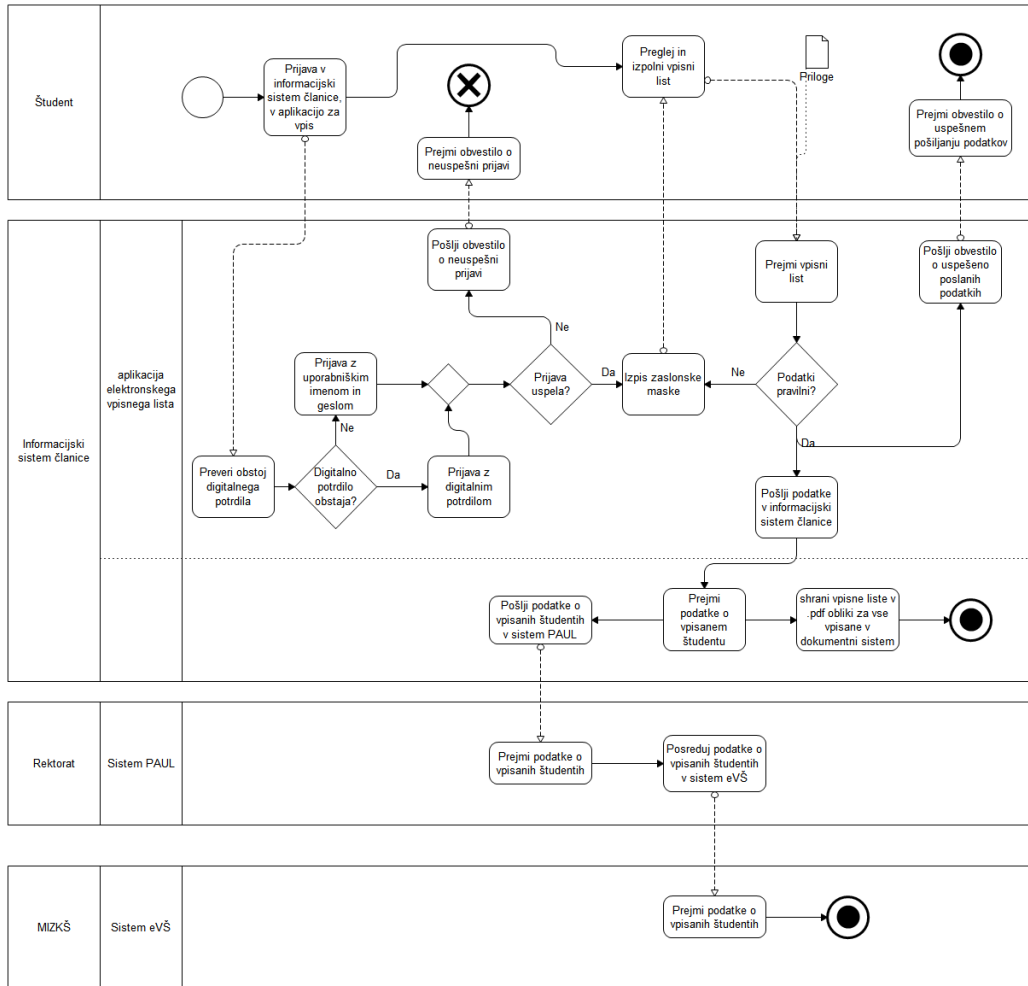 Študent
Prijava v
informacijski
sistem članice,
v aplikacijo za
vpis
Prejmi obvestilo o
neuspešni prijavi
Preglej in
izpolni vpisni
list
Priloge
Prejmi obvestilo o
uspešnem
pošiljanju podatkov
Informacijski
sistem članice
aplikacija
elektronskega
vpisnega lista
Pošlji obvestilo
o neuspešni
prijavi
Prejmi vpisni
list
Pošlji obvestilo
o uspešeno
poslanih
podatkih
Ne
Prijava z
uporabniškim
imenom in
geslom
Prijava
uspela?
Da
Izpis zaslonske
maske
Ne
Podatki
pravilni?
Ne
Da
Preveri obstoj
digitalnega
potrdila
Digitalno
potrdilo
obstaja?
Da
Prijava z
digitalnim
potrdilom
Pošlji podatke
v informacijski
sistem članice
Pošlji podatke o
vpisanih študentih
v sistem PAUL
Prejmi
podatke o
vpisanem
študentu
shrani vpisne liste v
.pdf obliki za vse
vpisane v
dokumentni sistem
Rektorat
Sistem PAUL
Prejmi podatke o
vpisanih študentih
Posreduj podatke o
vpisanih študentih
v sistem eVŠ
MIZKŠ
Sistem eVŠ
Prejmi podatke o
vpisanih študentih